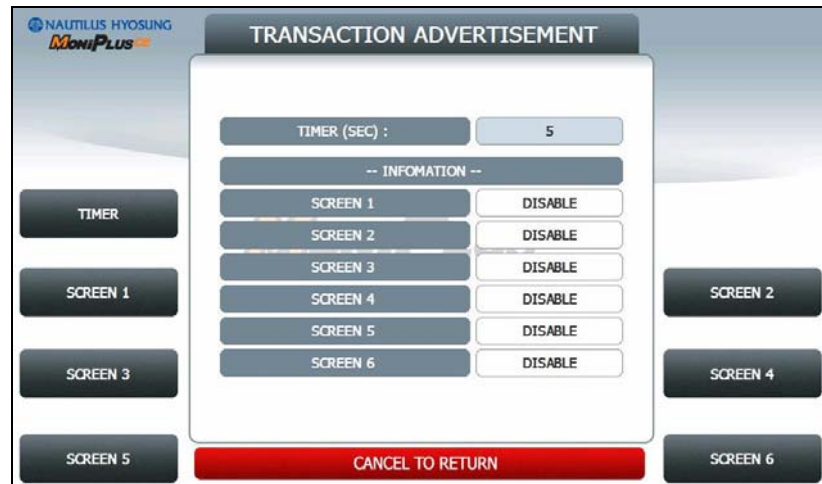 NAUTILUS HYOSUNG
MONiPLUS
TRANSACTION ADVERTISEMENT
TIMER (SEC) : 5
-- INFOMATION --
SCREEN 1 DISABLE
SCREEN 2 DISABLE
SCREEN 3 DISABLE
SCREEN 4 DISABLE
SCREEN 5 DISABLE
SCREEN 6 DISABLE
TIMER
SCREEN 1
SCREEN 2
SCREEN 3
SCREEN 4
SCREEN 5
CANCEL TO RETURN
SCREEN 6